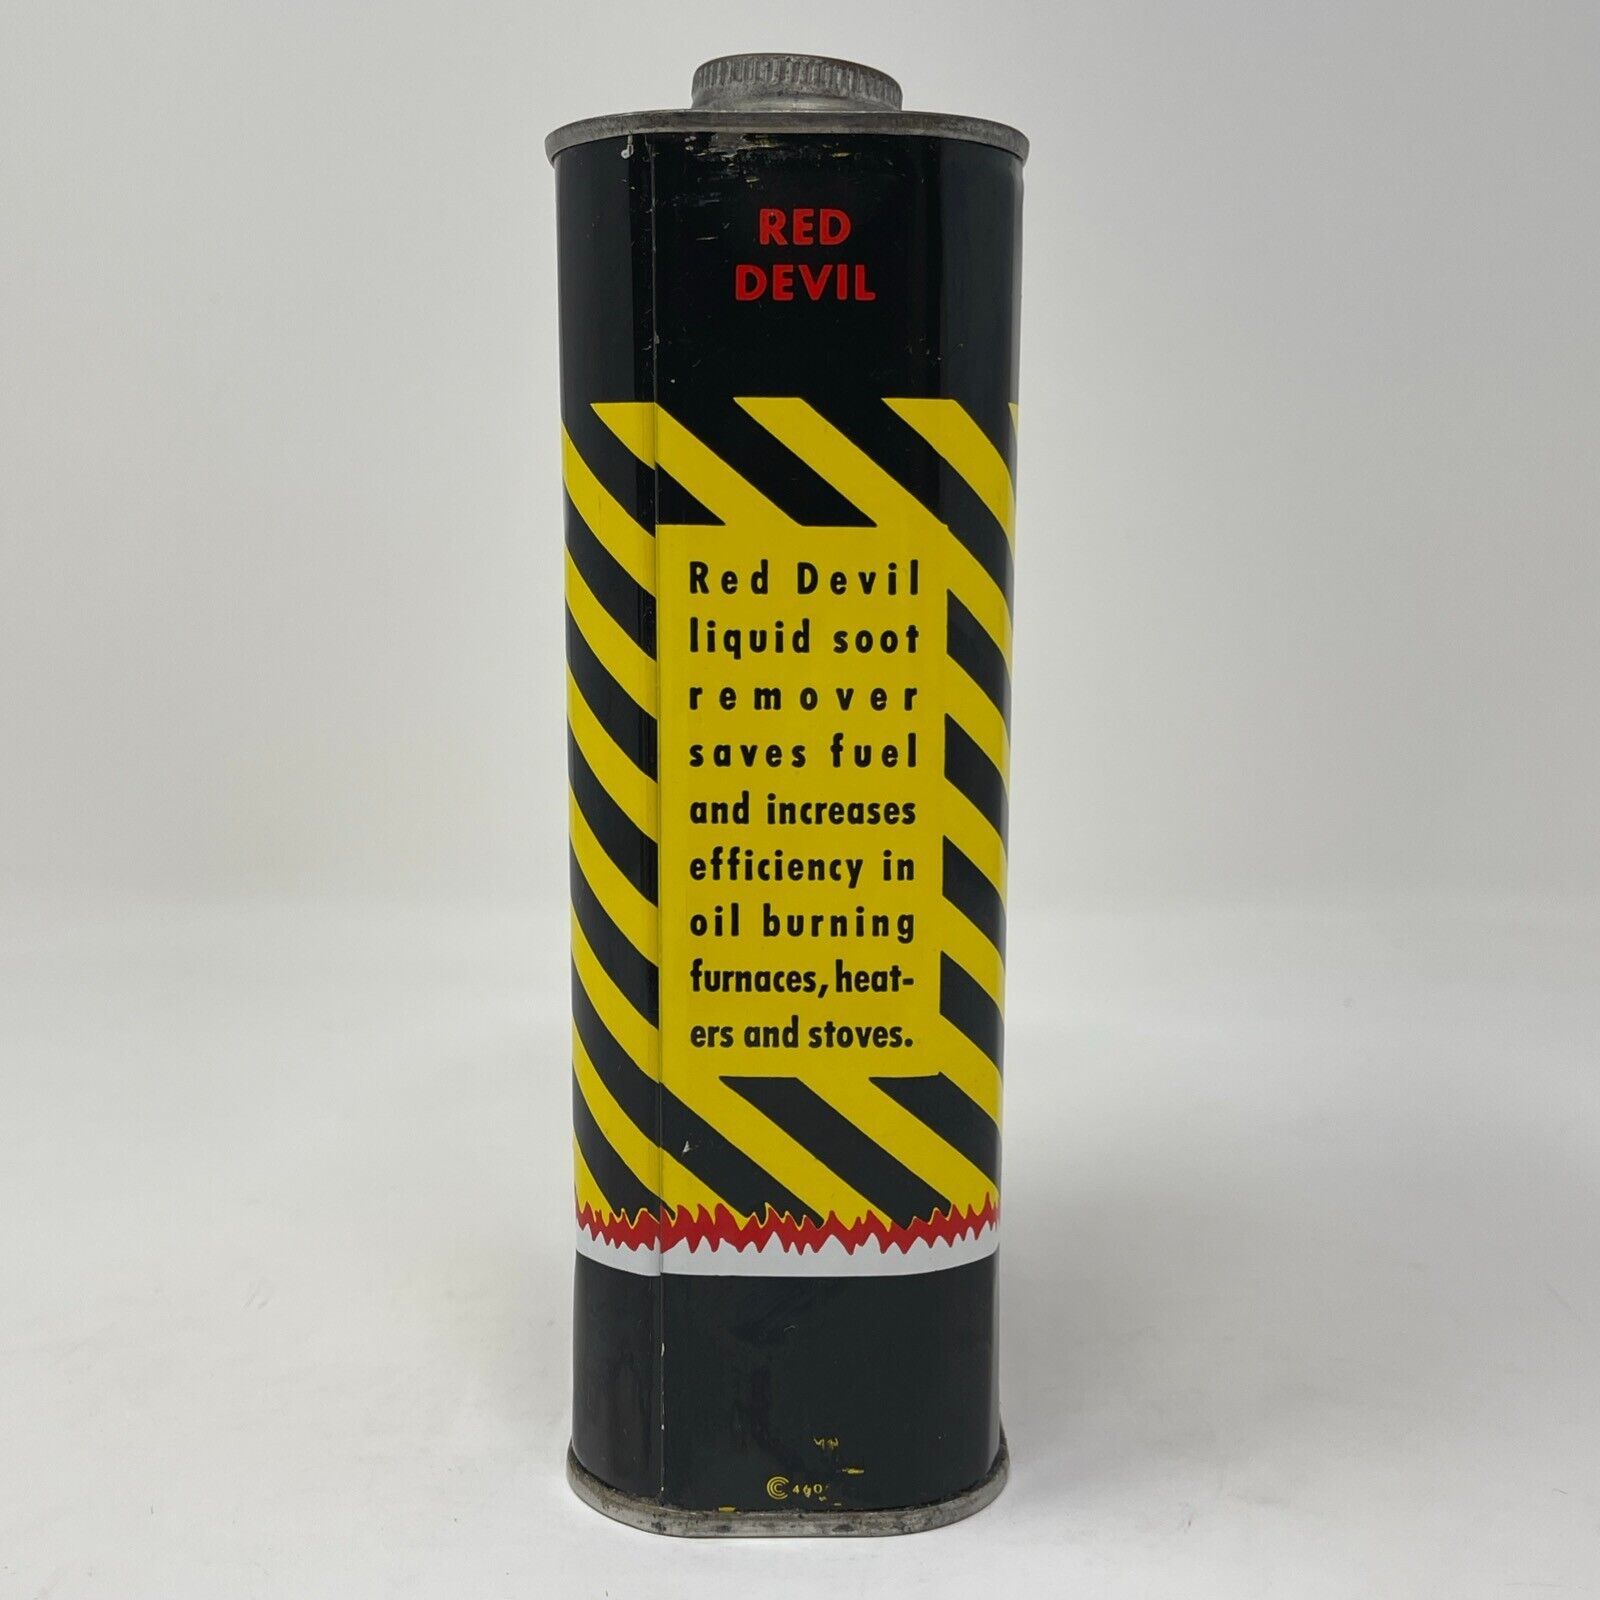 RED
DEVIL
Red Devil
liquid soot
remover
saves fuel
and increases
efficiency in
oil burning
furnaces, heat-
ers and stoves.